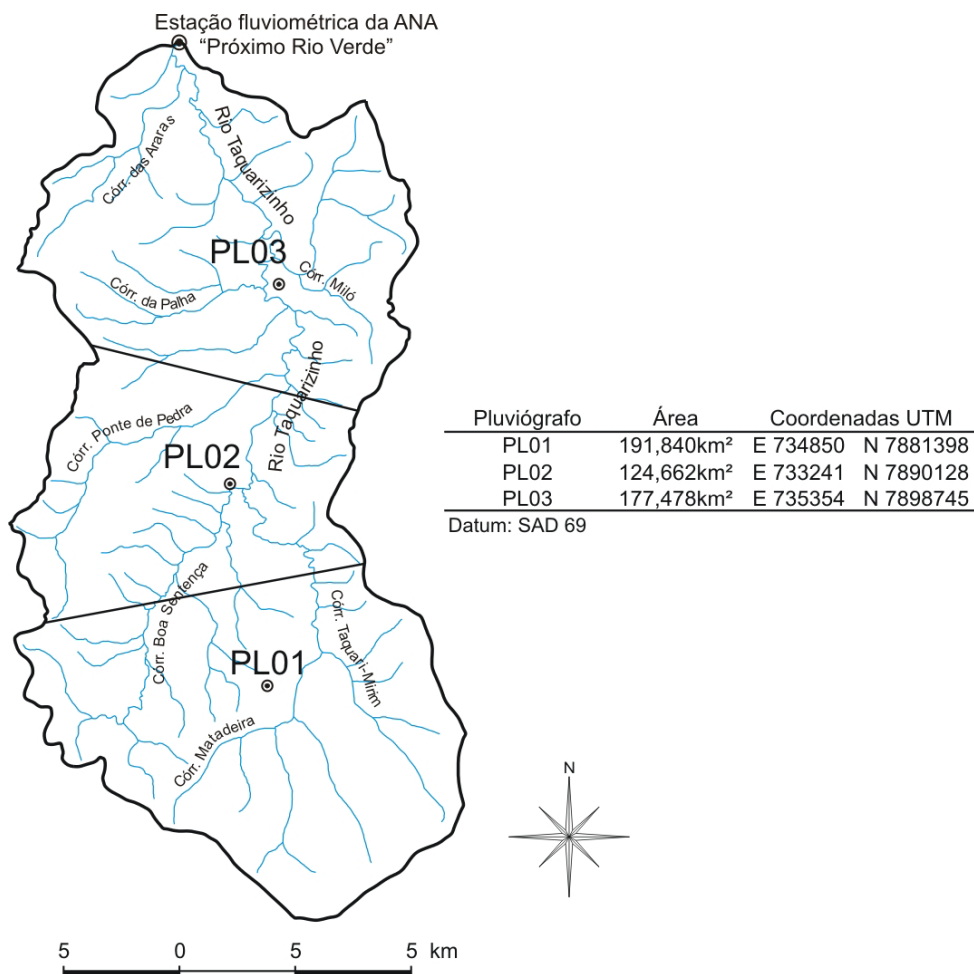 Estação fluviométrica da ANA
“Próximo Rio Verde”
Rio Taquarizinho
Córr. das Araras
PL03
Córr. Miló
Córr. da Palha
Rio Taquarizinho
Córr. Ponte de Pedra
PL02
Córr. Boa Sentença
Córr. Taquari-Mirim
PL01
Córr. Matadeira
Pluviógrafo Área Coordenadas UTM
PL01 191,840km² E 734850 N 7881398
PL02 124,662km² E 733241 N 7890128
PL03 177,478km² E 735354 N 7898745
Datum: SAD 69
N
5 0 5 5 km